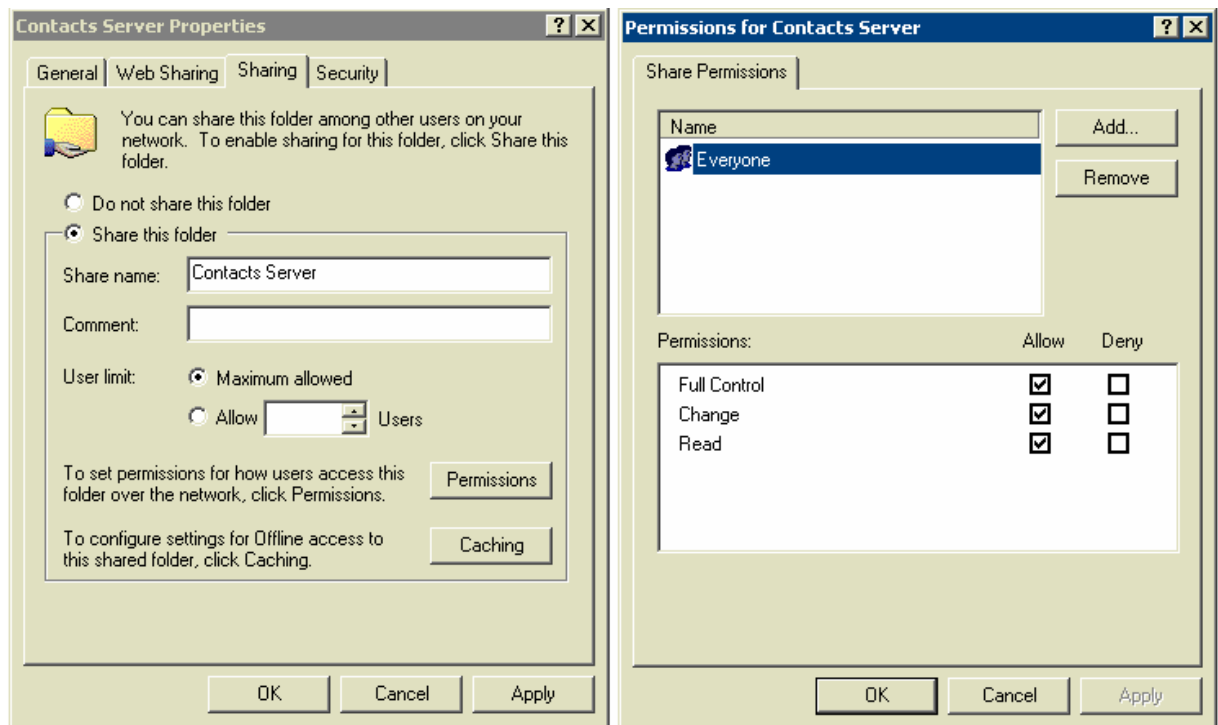 Contacts Server Properties
General
Web Sharing
Sharing
Security
You can share this folder among other users on your
network. To enable sharing for this folder, click Share this
folder.
Do not share this folder
Share this folder
Share name:
Contacts Server
Comment:
User limit:
Maximum allowed
Allow
Users
To set permissions for how users access this
folder over the network, click Permissions.
Permissions
To configure settings for Offline access to
this shared folder, click Caching.
Caching
OK
Cancel
Apply
Permissions for Contacts Server
Share Permissions
Name
Everyone
Add...
Remove
Permissions:
Allow
Deny
Full Control
Change
Read
OK
Cancel
Apply